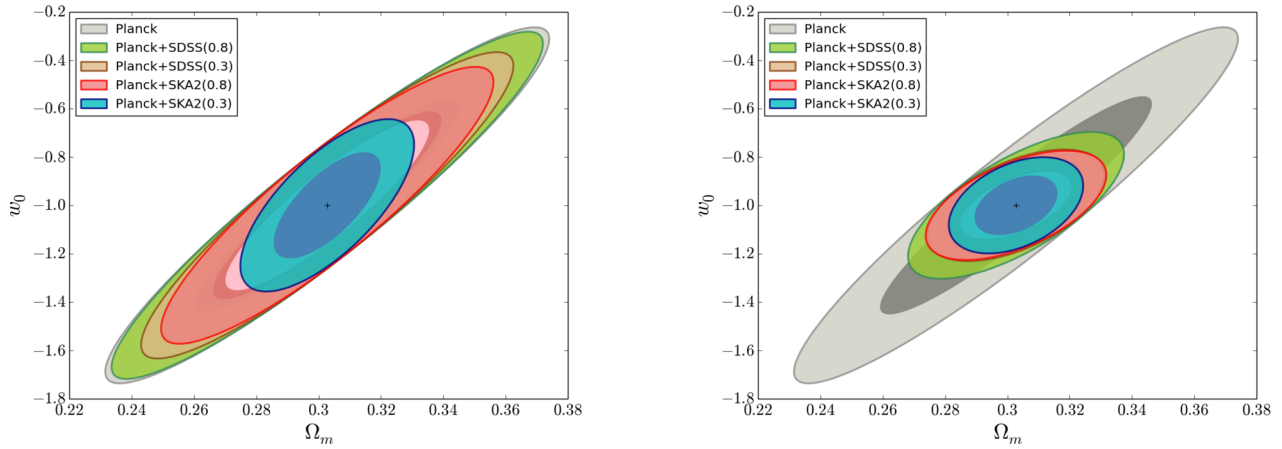 −0.2
−0.4
−0.6
−0.8
−1.0
−1.2
−1.4
−1.6
−1.8
w₀
Planck
Planck+SDSS(0.8)
Planck+SDSS(0.3)
Planck+SKA2(0.8)
Planck+SKA2(0.3)
0.22 0.24 0.26 0.28 0.3 0.32 0.34 0.36 0.38
Ωₘ
−0.2
−0.4
−0.6
−0.8
−1.0
−1.2
−1.4
−1.6
−1.8
w₀
Planck
Planck+SDSS(0.8)
Planck+SDSS(0.3)
Planck+SKA2(0.8)
Planck+SKA2(0.3)
0.22 0.24 0.26 0.28 0.3 0.32 0.34 0.36 0.38
Ωₘ